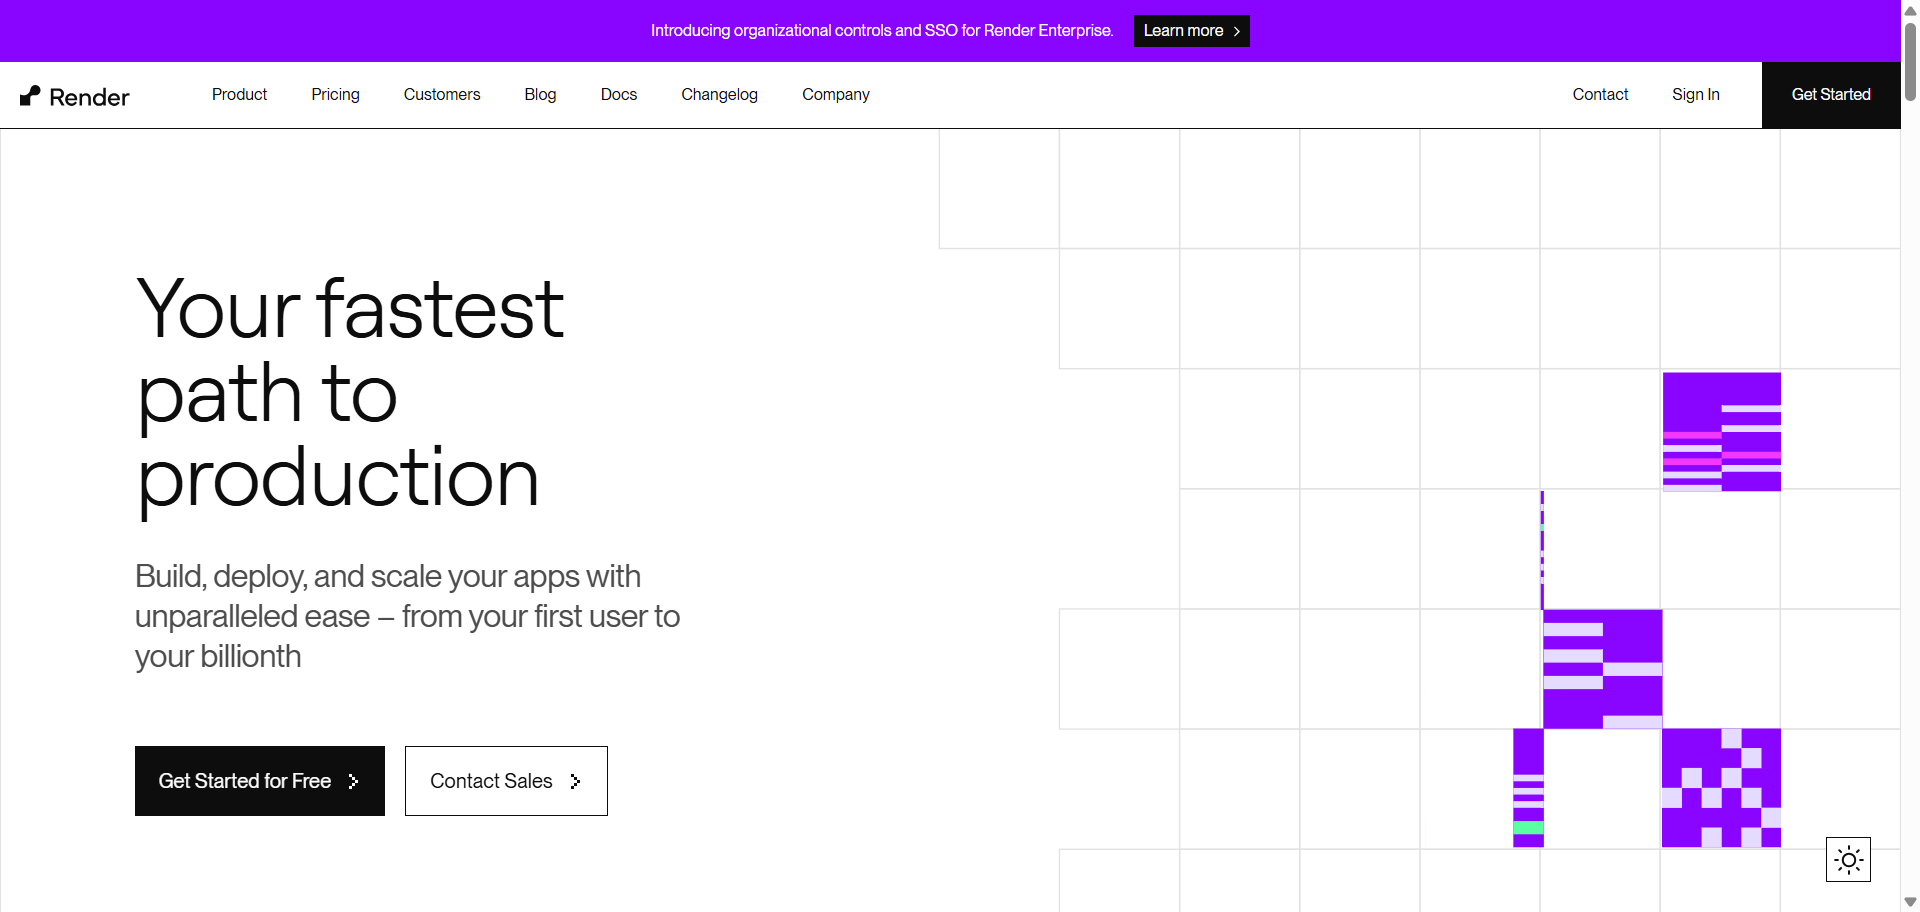 Introducing organizational controls and SSO for Render Enterprise. Learn more
Render Product Pricing Customers Blog Docs Changelog Company Contact Sign In Get Started
Your fastest
path to
production
Build, deploy, and scale your apps with
unparalleled ease – from your first user to
your billionth
Get Started for Free Contact Sales